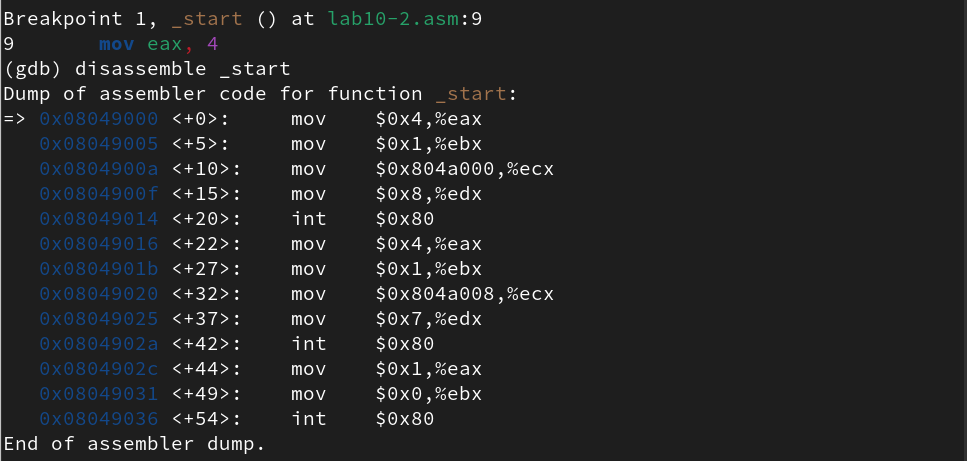 Breakpoint 1, _start () at lab10-2.asm:9
9       mov eax, 4
(gdb) disassemble _start
Dump of assembler code for function _start:
=> 0x08049000 <+0>:     mov    $0x4,%eax
   0x08049005 <+5>:     mov    $0x1,%ebx
   0x0804900a <+10>:    mov    $0x804a000,%ecx
   0x0804900f <+15>:    mov    $0x8,%edx
   0x08049014 <+20>:    int    $0x80
   0x08049016 <+22>:    mov    $0x4,%eax
   0x0804901b <+27>:    mov    $0x1,%ebx
   0x08049020 <+32>:    mov    $0x804a008,%ecx
   0x08049025 <+37>:    mov    $0x7,%edx
   0x0804902a <+42>:    int    $0x80
   0x0804902c <+44>:    mov    $0x1,%eax
   0x08049031 <+49>:    mov    $0x0,%ebx
   0x08049036 <+54>:    int    $0x80
End of assembler dump.